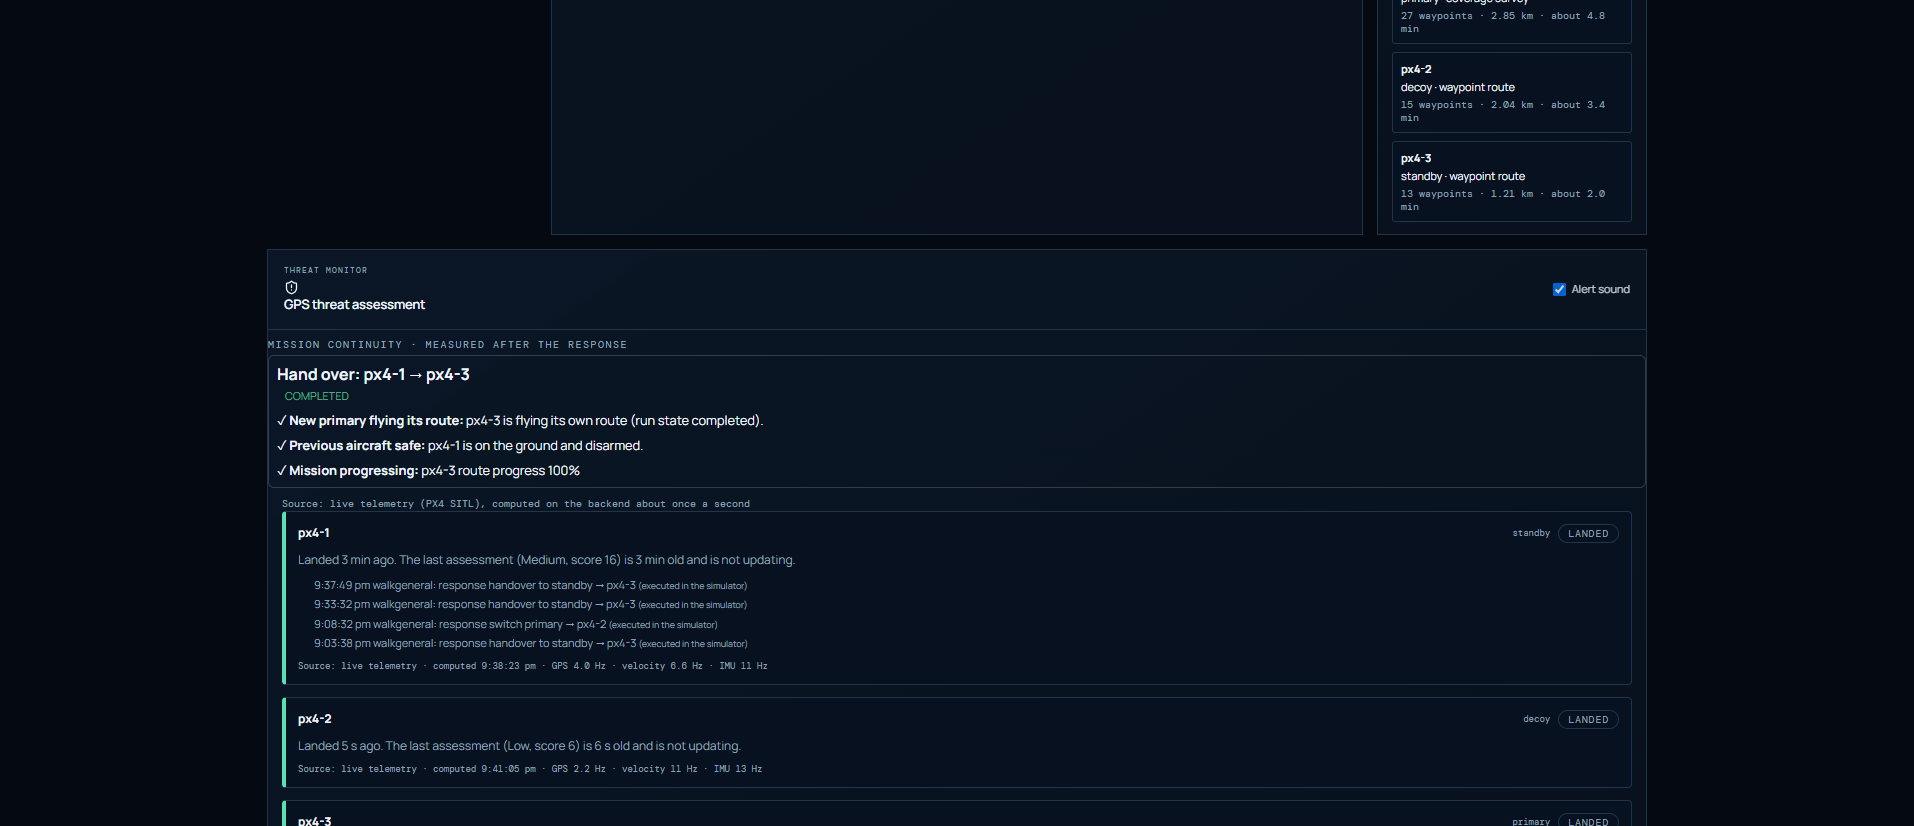 primary · coverage survey
27 waypoints · 2.85 km · about 4.8
min
px4-2
decoy · waypoint route
15 waypoints · 2.04 km · about 3.4
min
px4-3
standby · waypoint route
13 waypoints · 1.21 km · about 2.0
min
THREAT MONITOR
GPS threat assessment
Alert sound
MISSION CONTINUITY · MEASURED AFTER THE RESPONSE
Hand over: px4-1 → px4-3
COMPLETED
✓ New primary flying its route: px4-3 is flying its own route (run state completed).
✓ Previous aircraft safe: px4-1 is on the ground and disarmed.
✓ Mission progressing: px4-3 route progress 100%
Source: live telemetry (PX4 SITL), computed on the backend about once a second
px4-1
standby LANDED
Landed 3 min ago. The last assessment (Medium, score 16) is 3 min old and is not updating.
9:37:49 pm walkgeneral: response handover to standby → px4-3 (executed in the simulator)
9:33:32 pm walkgeneral: response handover to standby → px4-3 (executed in the simulator)
9:08:32 pm walkgeneral: response switch primary → px4-2 (executed in the simulator)
9:03:38 pm walkgeneral: response handover to standby → px4-3 (executed in the simulator)
Source: live telemetry · computed 9:38:23 pm · GPS 4.0 Hz · velocity 6.6 Hz · IMU 11 Hz
px4-2
decoy LANDED
Landed 5 s ago. The last assessment (Low, score 6) is 6 s old and is not updating.
Source: live telemetry · computed 9:41:05 pm · GPS 2.2 Hz · velocity 11 Hz · IMU 13 Hz
px4-3
primary LANDED